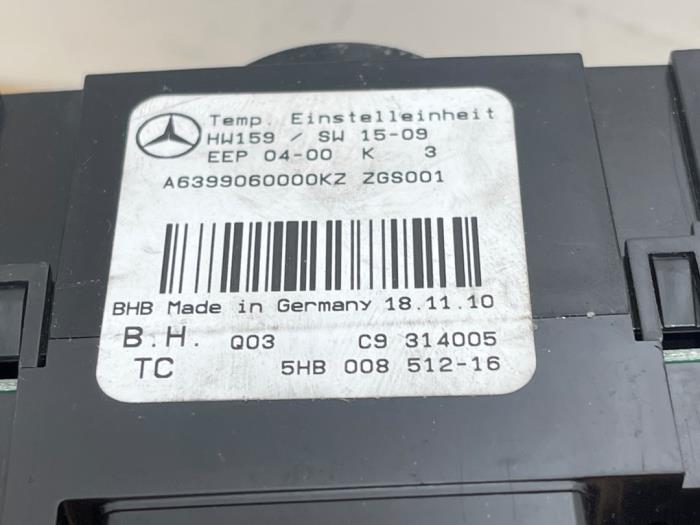 Temp. Einstelleinheit
HW159 / SW 15-09
EEP 04-00 K 3
A6399060000KZ ZGS001
BHB Made in Germany 18.11.10
B.H. Q03 C9 314005
TC 5HB 008 512-16